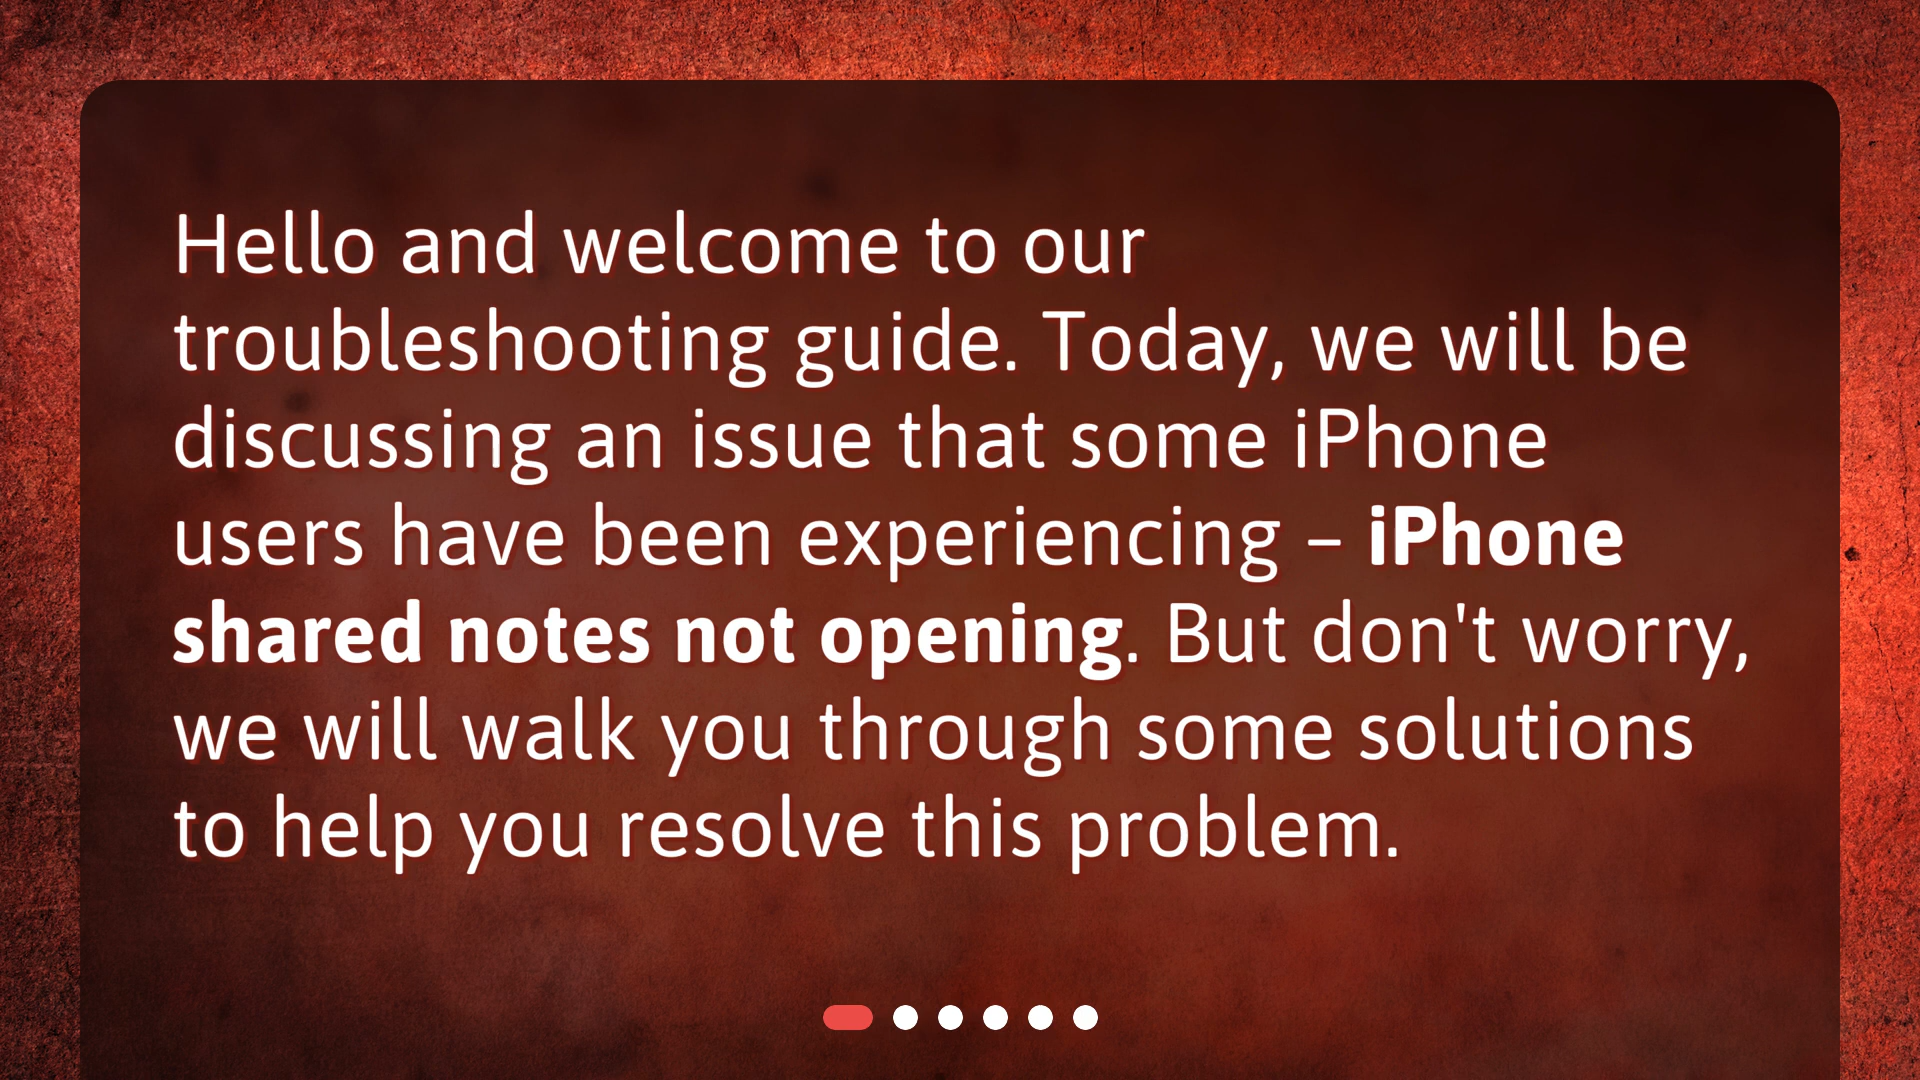 Hello and welcome to our
troubleshooting guide. Today, we will be
discussing an issue that some iPhone
users have been experiencing – iPhone
shared notes not opening. But don't worry,
we will walk you through some solutions
to help you resolve this problem.